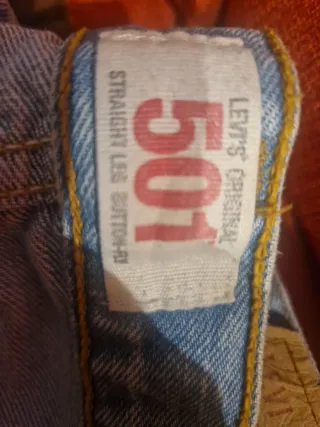 LEVI'S® ORIGINAL
501
STRAIGHT LEG BUTTON-FLY